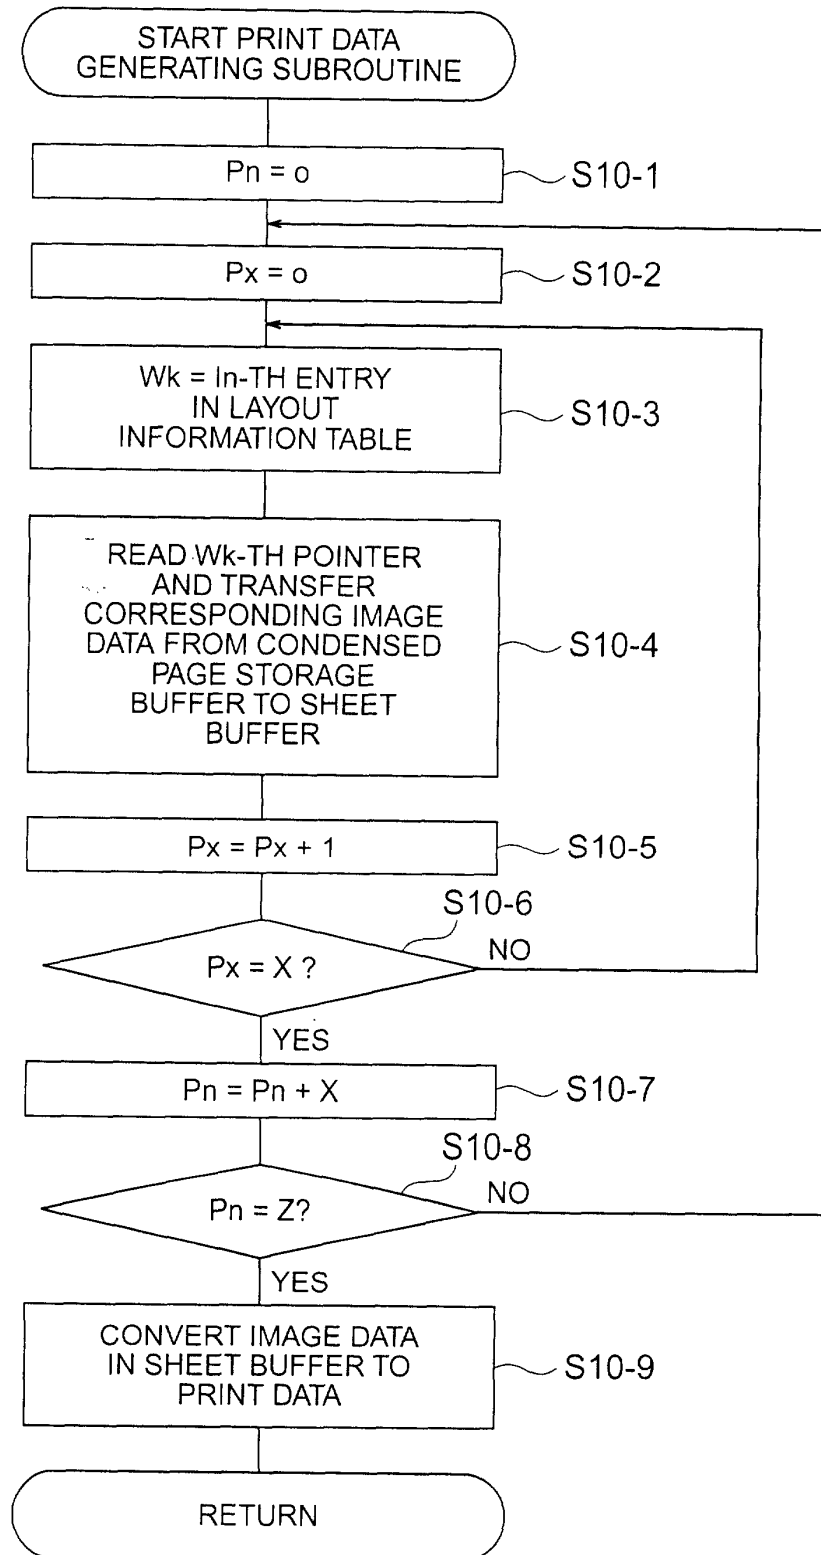 START PRINT DATA
GENERATING SUBROUTINE
Pn = o
S10-1
Px = o
S10-2
Wk = In-TH ENTRY
IN LAYOUT
INFORMATION TABLE
S10-3
READ Wk-TH POINTER
AND TRANSFER
CORRESPONDING IMAGE
DATA FROM CONDENSED
PAGE STORAGE
BUFFER TO SHEET
BUFFER
S10-4
Px = Px + 1
S10-5
S10-6
Px = X ?
NO
YES
Pn = Pn + X
S10-7
S10-8
Pn = Z?
NO
YES
CONVERT IMAGE DATA
IN SHEET BUFFER TO
PRINT DATA
S10-9
RETURN